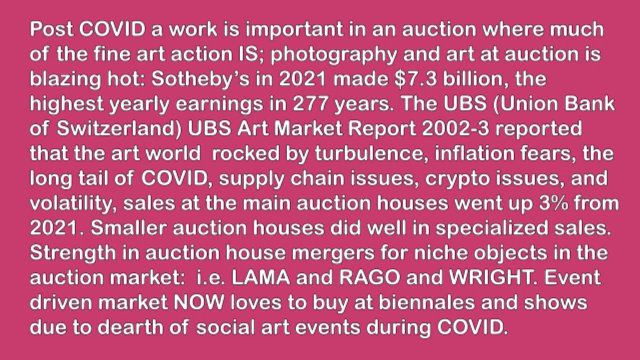 Post COVID a work is important in an auction where much
of the fine art action IS; photography and art at auction is
blazing hot: Sotheby's in 2021 made $7.3 billion, the
highest yearly earnings in 277 years. The UBS (Union Bank
of Switzerland) UBS Art Market Report 2002-3 reported
that the art world  rocked by turbulence, inflation fears, the
long tail of COVID, supply chain issues, crypto issues, and
volatility, sales at the main auction houses went up 3% from
2021. Smaller auction houses did well in specialized sales.
Strength in auction house mergers for niche objects in the
auction market:  i.e. LAMA and RAGO and WRIGHT. Event
driven market NOW loves to buy at biennales and shows
due to dearth of social art events during COVID.